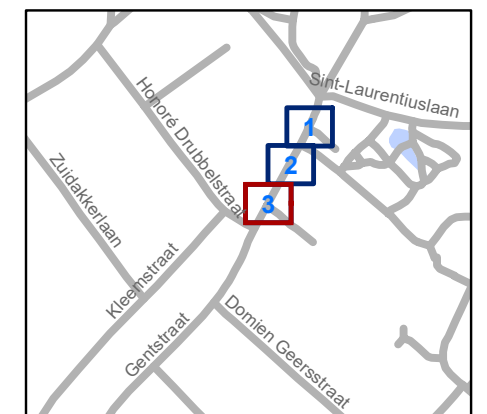 Sint-Laurentiuslaan
Honoré Drubbelstraat
1
2
3
Zuidakkerlaan
Kleemstraat
Gentstraat
Domien Geersstraat